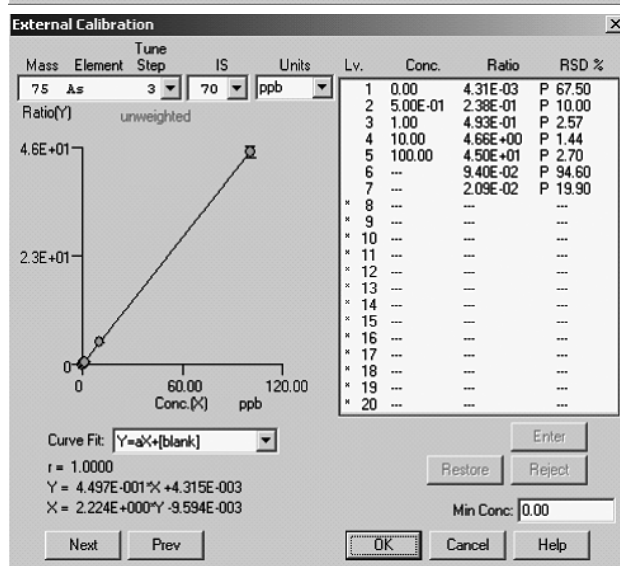 External Calibration
Tune
Mass Element Step IS Units
75 As 3 70 ppb
Ratio(Y) unweighted
4.6E+01
2.3E+01
0
0 60.00 120.00
Conc.(X) ppb
Lv. Conc. Ratio RSD %
1 0.00 4.31E-03 P 67.50
2 5.00E-01 2.38E-01 P 10.00
3 1.00 4.93E-01 P 2.57
4 10.00 4.66E+00 P 1.44
5 100.00 4.50E+01 P 2.70
6 --- 9.40E-02 P 94.60
7 --- 2.09E-02 P 19.90
* 8 --- --- ---
* 9 --- --- ---
* 10 --- --- ---
* 11 --- --- ---
* 12 --- --- ---
* 13 --- --- ---
* 14 --- --- ---
* 15 --- --- ---
* 16 --- --- ---
* 17 --- --- ---
* 18 --- --- ---
* 19 --- --- ---
* 20 --- --- ---
Curve Fit: Y=aX+[blank]
r = 1.0000
Y = 4.497E-001*X +4.315E-003
X = 2.224E+000*Y -9.594E-003
Enter
Restore Reject
Min Conc: 0.00
Next Prev OK Cancel Help